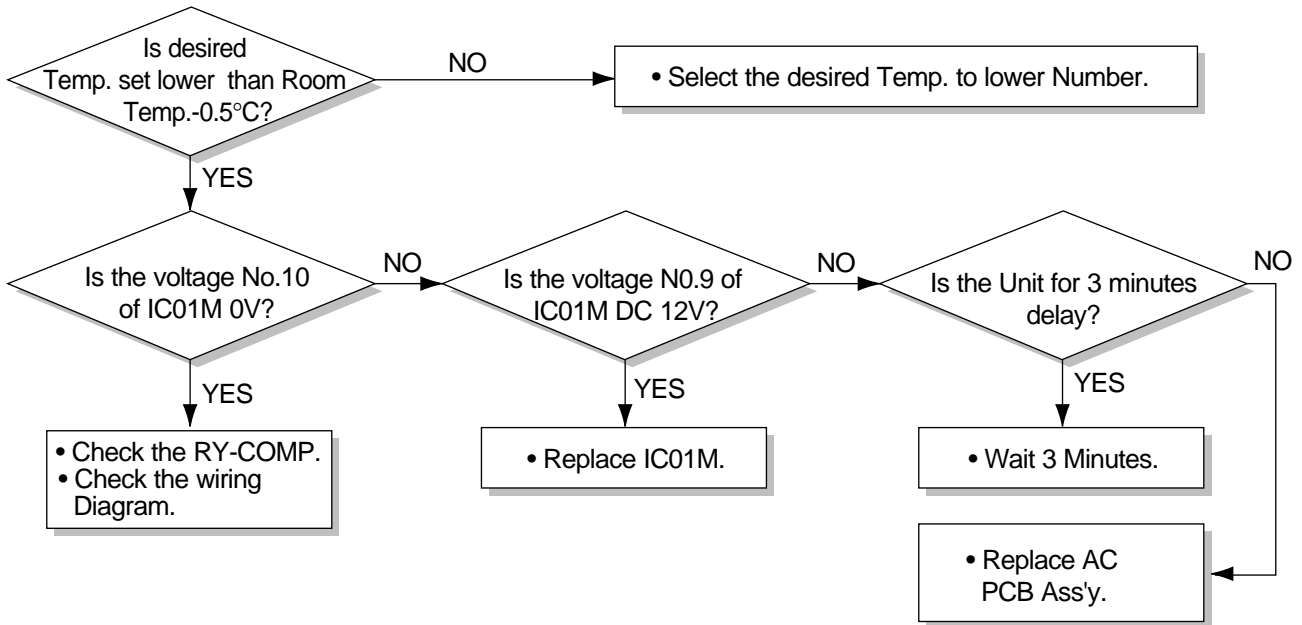 Is desired
Temp. set lower than Room
Temp.-0.5°C?
NO
• Select the desired Temp. to lower Number.
YES
Is the voltage No.10
of IC01M 0V?
NO
Is the voltage N0.9 of
IC01M DC 12V?
NO
Is the Unit for 3 minutes
delay?
NO
YES
YES
YES
• Check the RY-COMP.
• Check the wiring
Diagram.
• Replace IC01M.
• Wait 3 Minutes.
• Replace AC
PCB Ass'y.